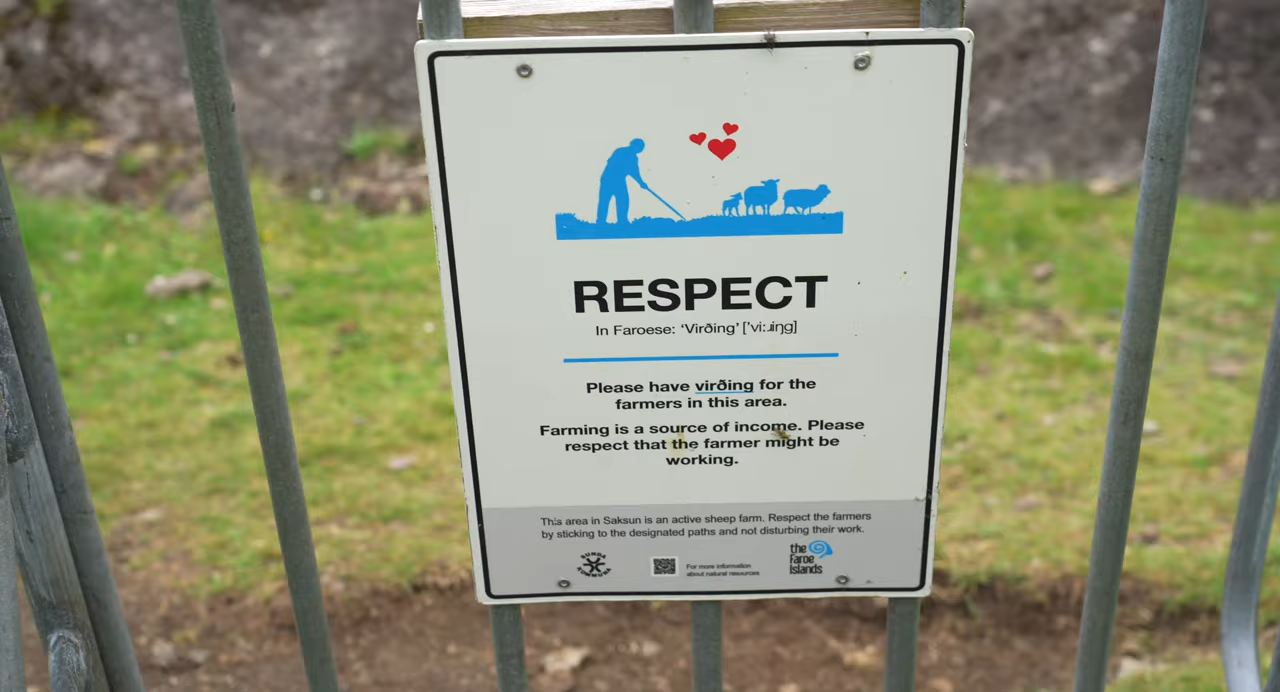 RESPECT
In Faroese: ‘Virðing’ ['viːɹɪŋg]
Please have virðing for the
farmers in this area.
Farming is a source of income. Please
respect that the farmer might be
working.
This area in Saksun is an active sheep farm. Respect the farmers
by sticking to the designated paths and not disturbing their work.
SUNDA
KOMMUNA
For more information
about natural resources
the
faroe
islands